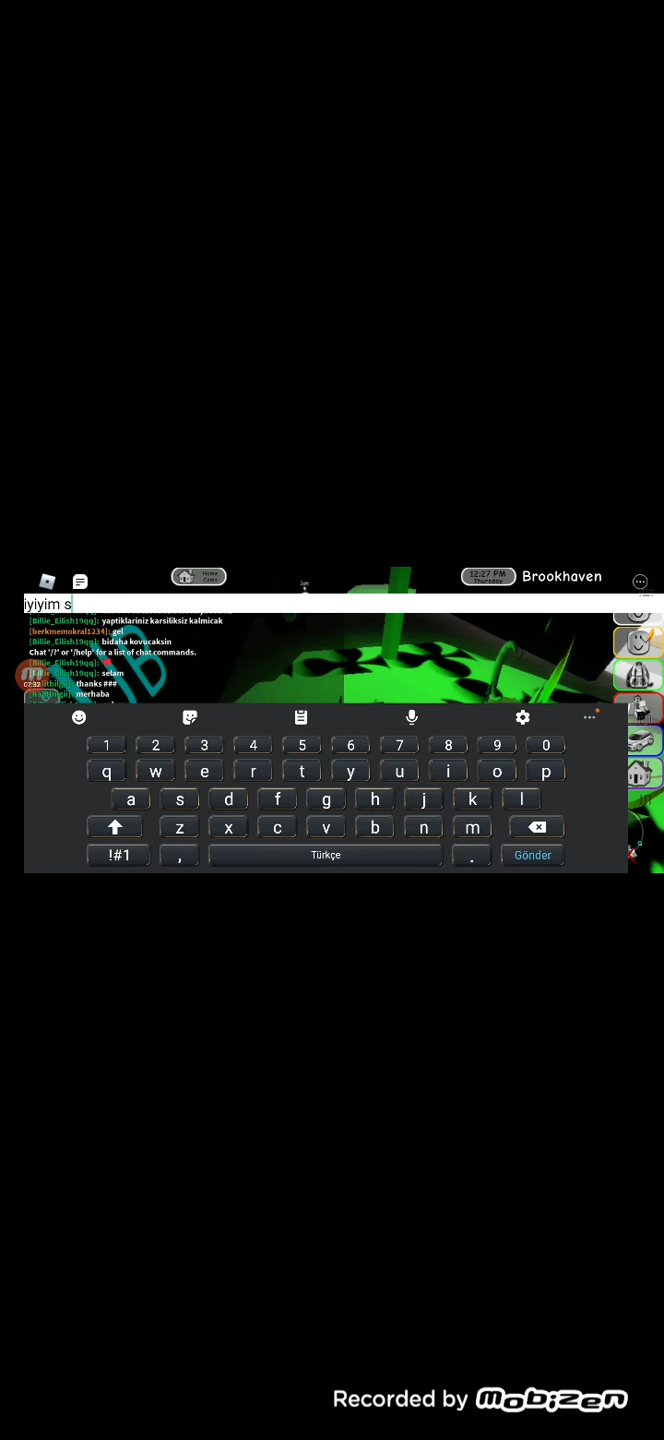 Home
12:27 PM
Thursday
Brookhaven
iyiyim s
[Billie_Eilish19qq]: yaptiklariniz karsiliksiz kalmicak
[berkmemokral1234]: gel
[Billie_Eilish19qq]: bidaha kovucaksin
Chat '/?' or '/help' for a list of chat commands.
[Billie_Eilish19qq]:
[Billie_Eilish19qq]: selam
thanks ###
merhaba
07:32
1 2 3 4 5 6 7 8 9 0
q w e r t y u i o p
a s d f g h j k l
z x c v b n m
!#1 , Türkçe . Gönder
Recorded by mobizen